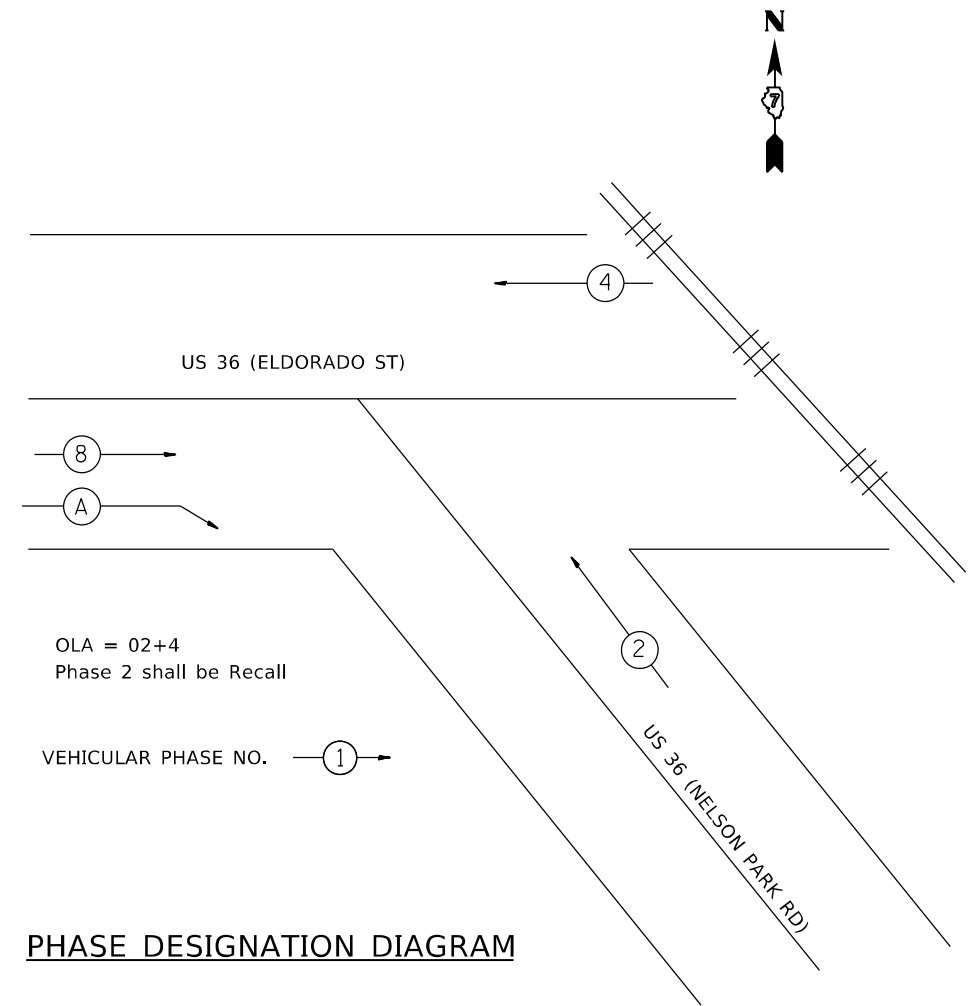 N
7
4
US 36 (ELDORADO ST)
8
A
OLA = 02+4
Phase 2 shall be Recall
2
VEHICULAR PHASE NO. 1
US 36 (NELSON PARK RD)
PHASE DESIGNATION DIAGRAM